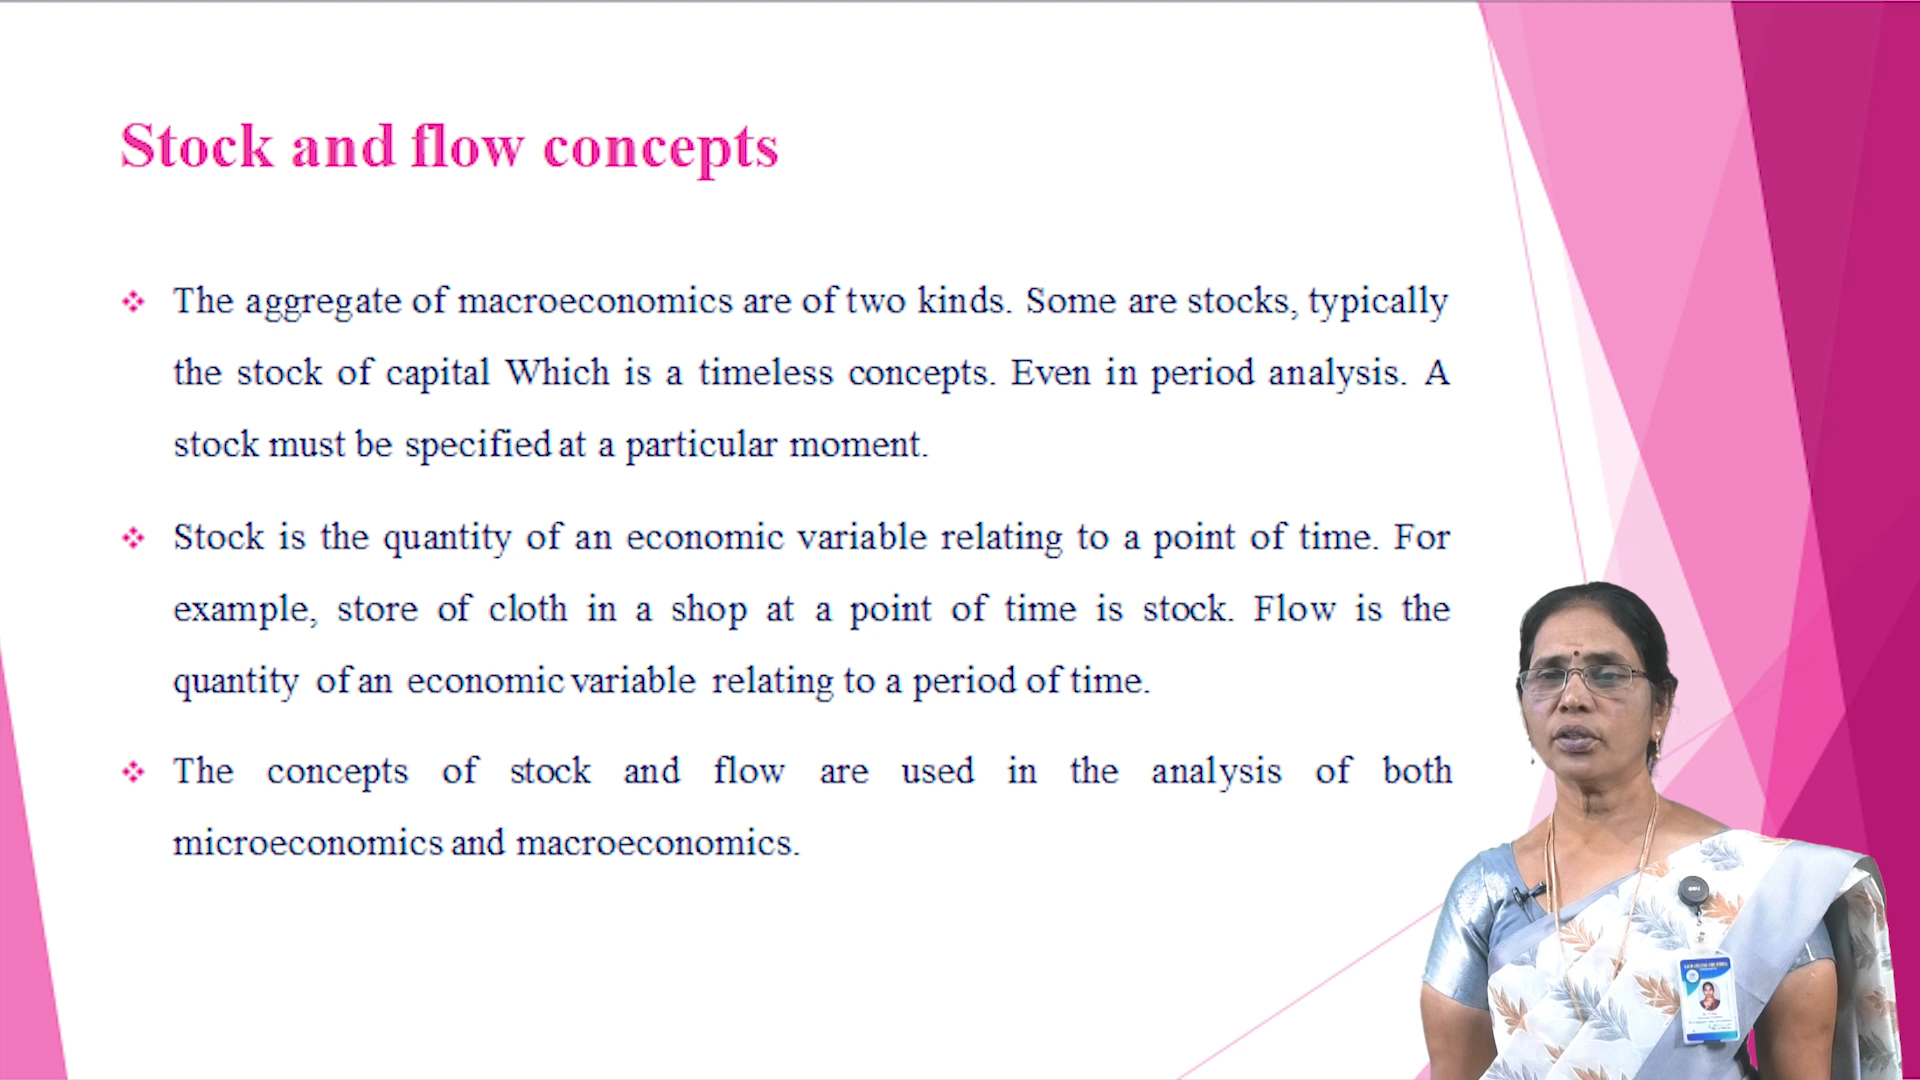 Stock and flow concepts
The aggregate of macroeconomics are of two kinds. Some are stocks, typically
the stock of capital Which is a timeless concepts. Even in period analysis. A
stock must be specified at a particular moment.
Stock is the quantity of an economic variable relating to a point of time. For
example, store of cloth in a shop at a point of time is stock. Flow is the
quantity of an economic variable relating to a period of time.
The concepts of stock and flow are used in the analysis of both
microeconomics and macroeconomics.